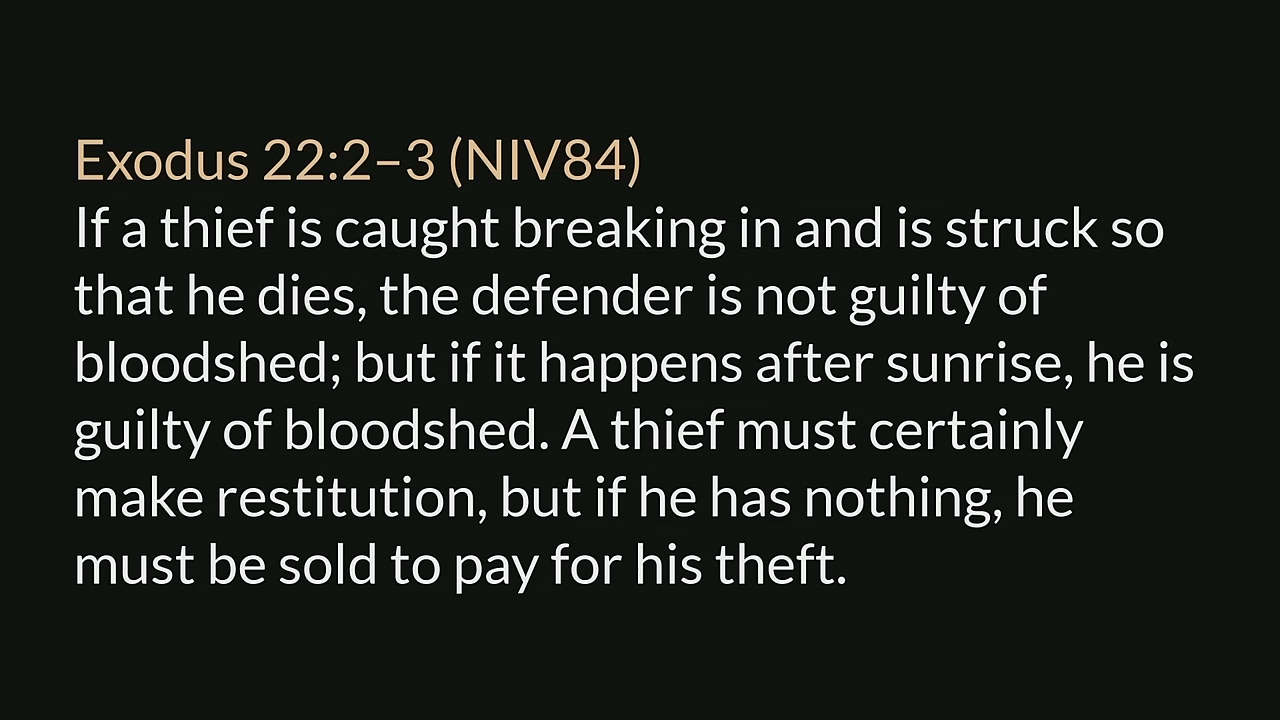 Exodus 22:2–3 (NIV84)
If a thief is caught breaking in and is struck so
that he dies, the defender is not guilty of
bloodshed; but if it happens after sunrise, he is
guilty of bloodshed. A thief must certainly
make restitution, but if he has nothing, he
must be sold to pay for his theft.